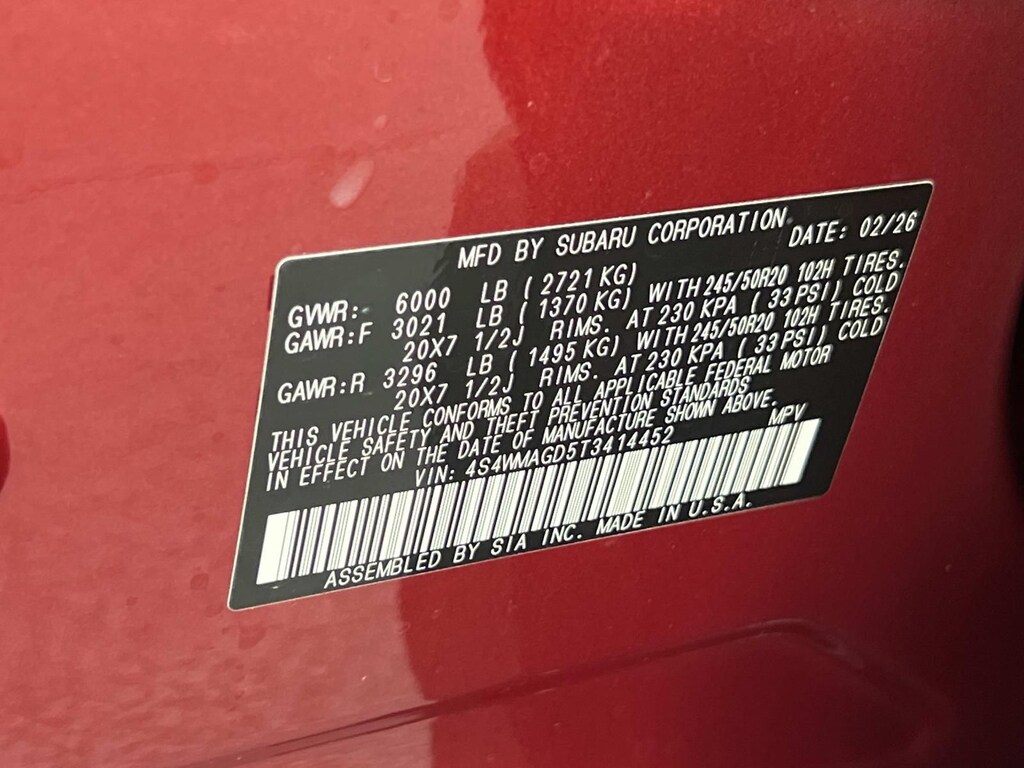 MFD BY SUBARU CORPORATION
DATE: 02/26
GVWR: 6000 LB ( 2721 KG)
GAWR:F 3021 LB ( 1370 KG) WITH 245/50R20 102H TIRES.
20X7 1/2J RIMS. AT 230 KPA ( 33 PSI) COLD
GAWR:R 3296 LB ( 1495 KG) WITH 245/50R20 102H TIRES.
20X7 1/2J RIMS. AT 230 KPA ( 33 PSI) COLD
THIS VEHICLE CONFORMS TO ALL APPLICABLE FEDERAL MOTOR
VEHICLE SAFETY AND THEFT PREVENTION STANDARDS
IN EFFECT ON THE DATE OF MANUFACTURE SHOWN ABOVE.
VIN: 4S4WMAGD5T3414452 MPV
ASSEMBLED BY SIA INC. MADE IN U.S.A.